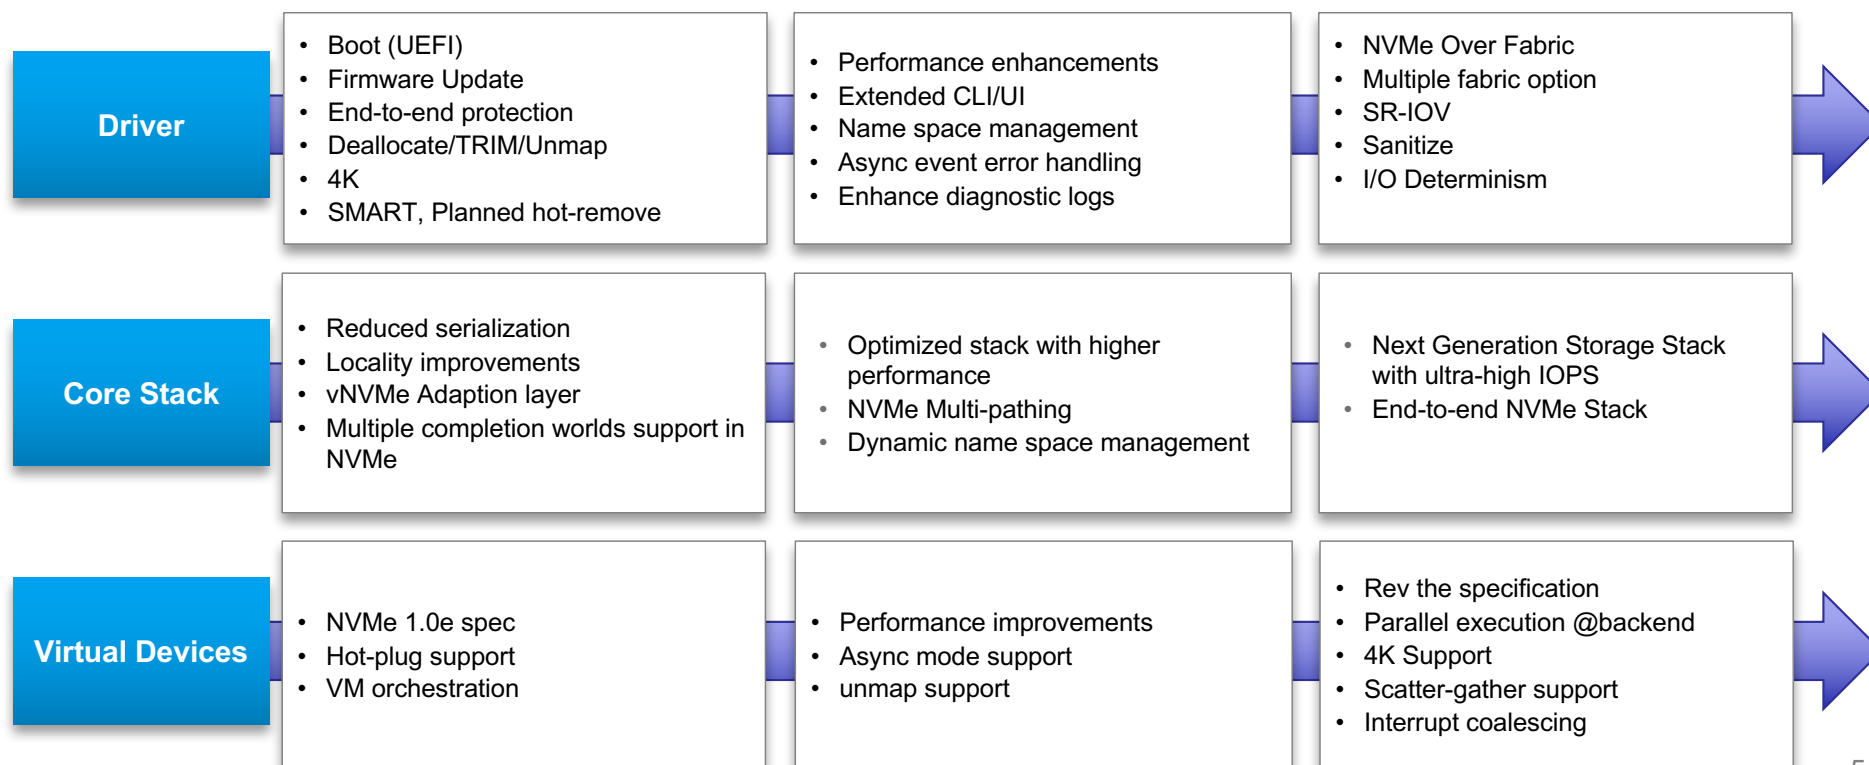 Driver
• Boot (UEFI)
• Firmware Update
• End-to-end protection
• Deallocate/TRIM/Unmap
• 4K
• SMART, Planned hot-remove
• Performance enhancements
• Extended CLI/UI
• Name space management
• Async event error handling
• Enhance diagnostic logs
• NVMe Over Fabric
• Multiple fabric option
• SR-IOV
• Sanitize
• I/O Determinism
Core Stack
• Reduced serialization
• Locality improvements
• vNVMe Adaption layer
• Multiple completion worlds support in
NVMe
• Optimized stack with higher
performance
• NVMe Multi-pathing
• Dynamic name space management
• Next Generation Storage Stack
with ultra-high IOPS
• End-to-end NVMe Stack
Virtual Devices
• NVMe 1.0e spec
• Hot-plug support
• VM orchestration
• Performance improvements
• Async mode support
• unmap support
• Rev the specification
• Parallel execution @backend
• 4K Support
• Scatter-gather support
• Interrupt coalescing